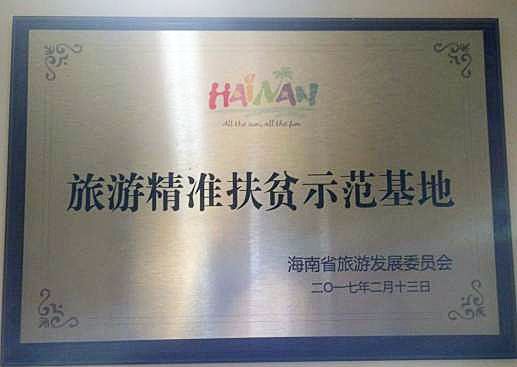 HAINAN
All the sun, all the fun
旅游精准扶贫示范基地
海南省旅游发展委员会
二〇一七年二月十三日